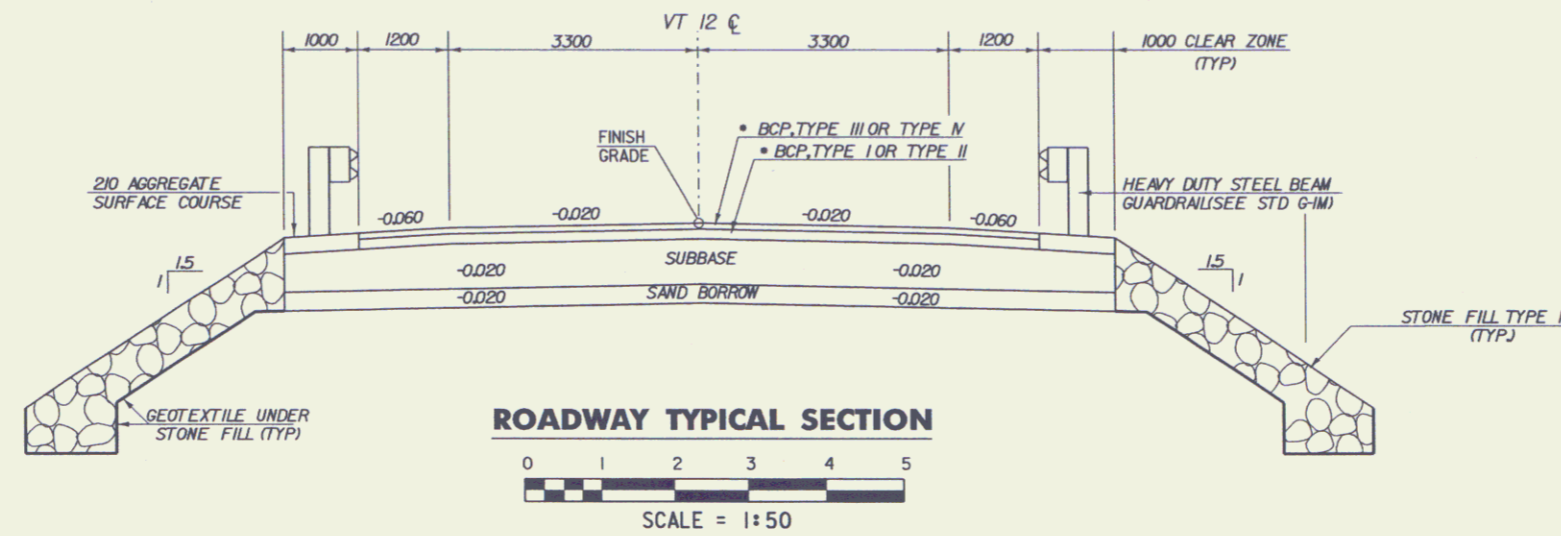 VT 12 ℄
1000 1200 3300 3300 1200 1000 CLEAR ZONE
(TYP)
FINISH
GRADE
• BCP, TYPE III OR TYPE IV
• BCP, TYPE I OR TYPE II
210 AGGREGATE
SURFACE COURSE
HEAVY DUTY STEEL BEAM
GUARDRAIL(SEE STD G-1M)
-0.060 -0.020 -0.020 -0.060
1.5
1
SUBBASE
1.5
1
-0.020 -0.020
-0.020 SAND BORROW -0.020
STONE FILL TYPE
(TYP.)
GEOTEXTILE UNDER
STONE FILL (TYP)
ROADWAY TYPICAL SECTION
0 1 2 3 4 5
SCALE = 1:50